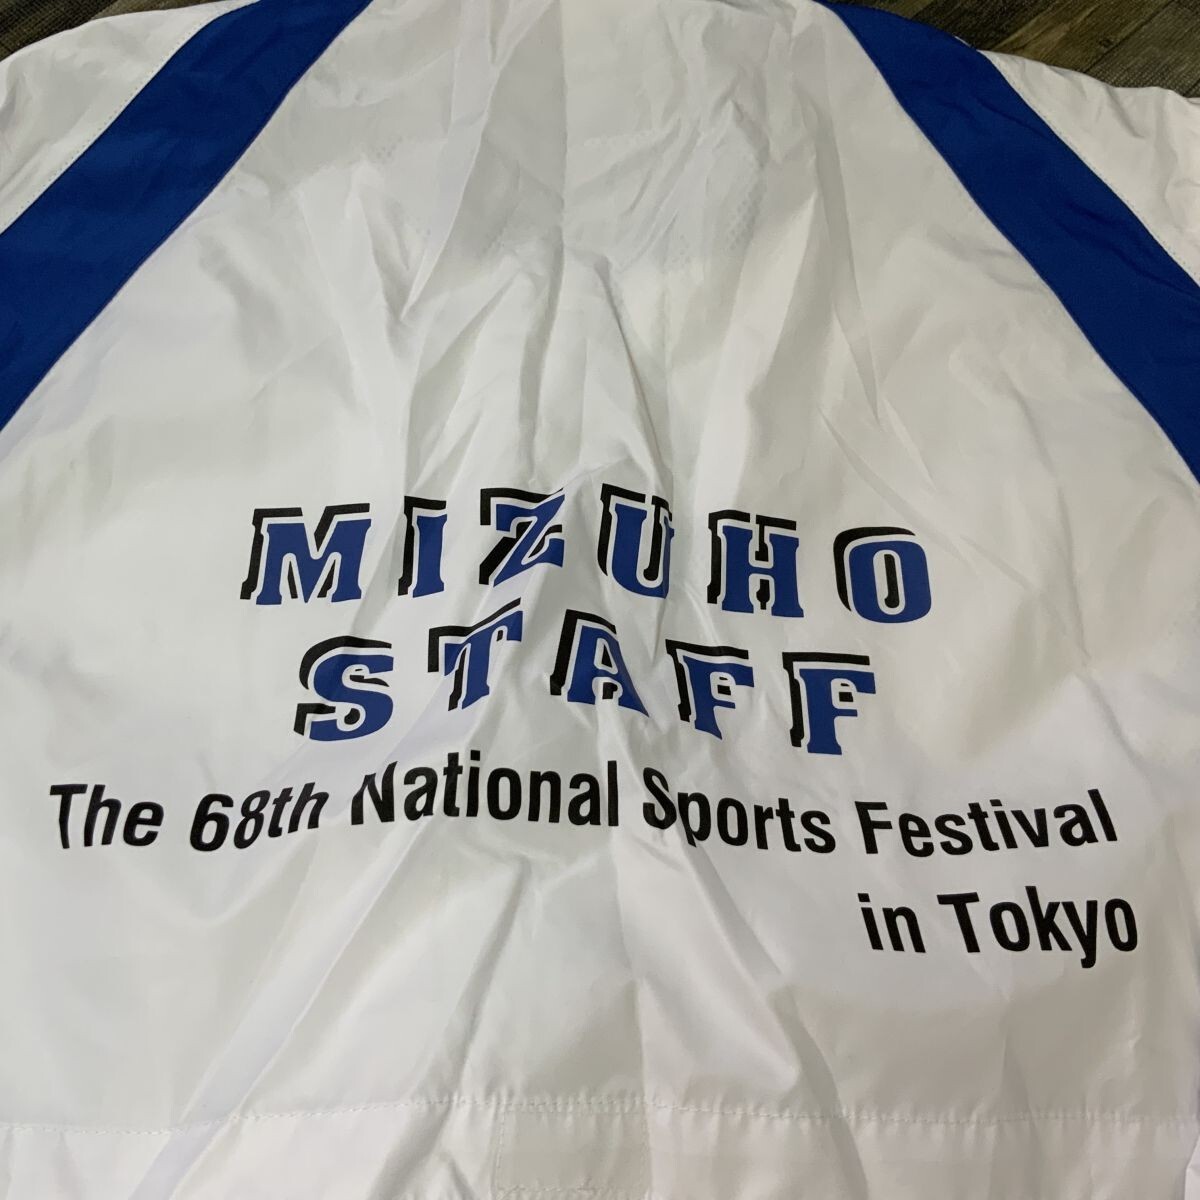 MIZUHO
STAFF
The 68th National Sports Festival
in Tokyo